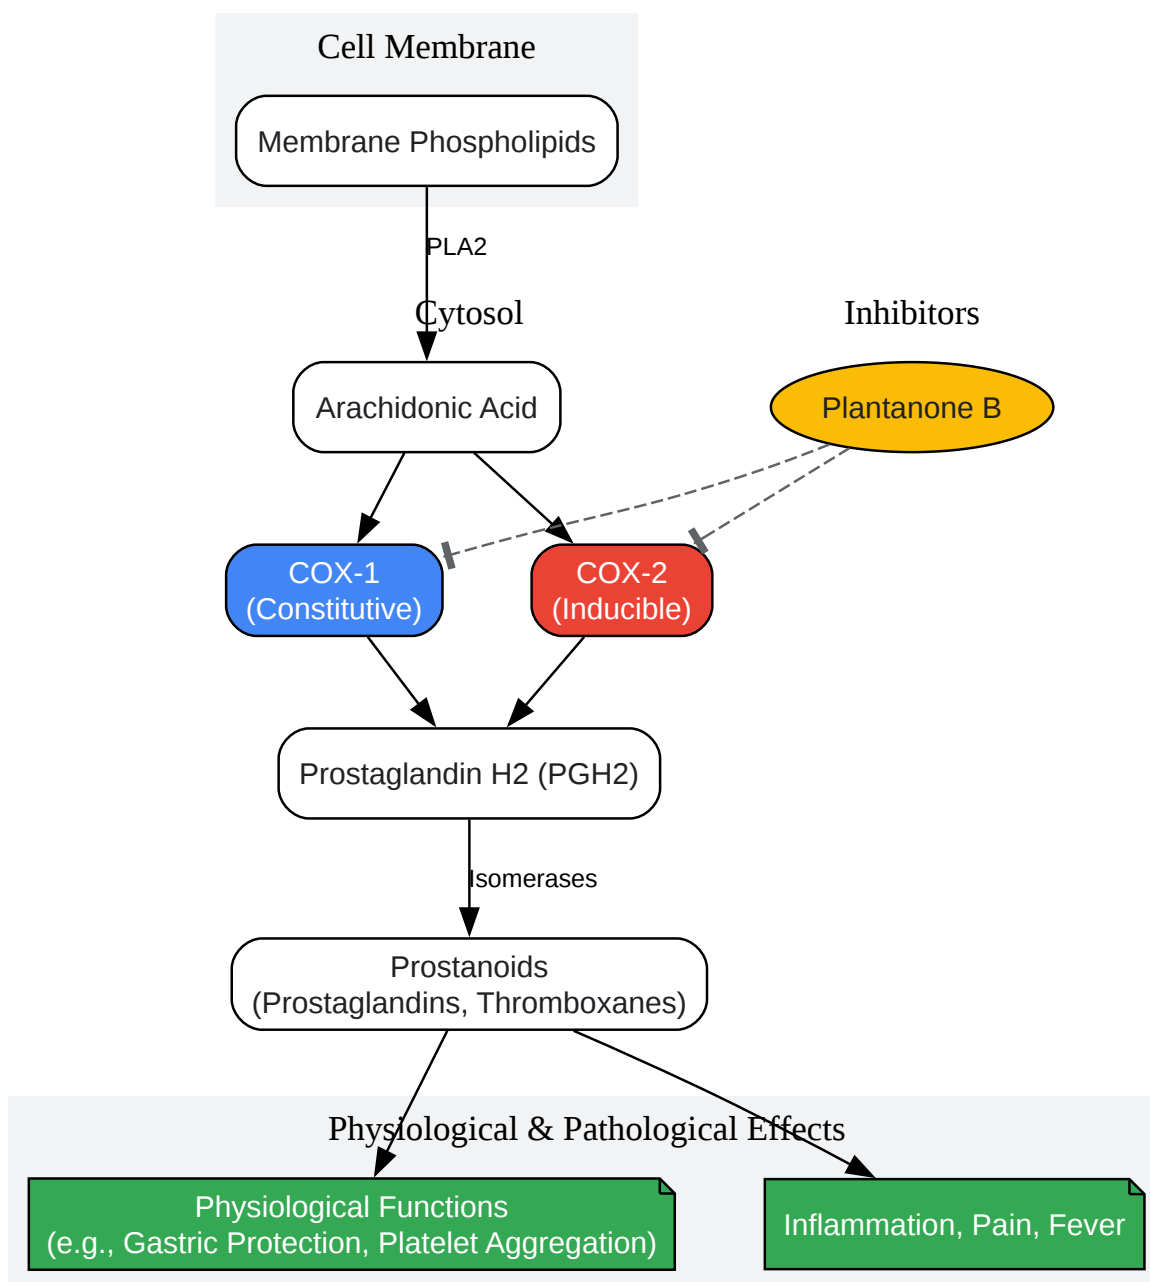 Cell Membrane
Membrane Phospholipids
PLA2
Cytosol
Inhibitors
Arachidonic Acid
Plantanone B
COX-1
(Constitutive)
COX-2
(Inducible)
Prostaglandin H2 (PGH2)
Isomerases
Prostanoids
(Prostaglandins, Thromboxanes)
Physiological & Pathological Effects
Physiological Functions
(e.g., Gastric Protection, Platelet Aggregation)
Inflammation, Pain, Fever